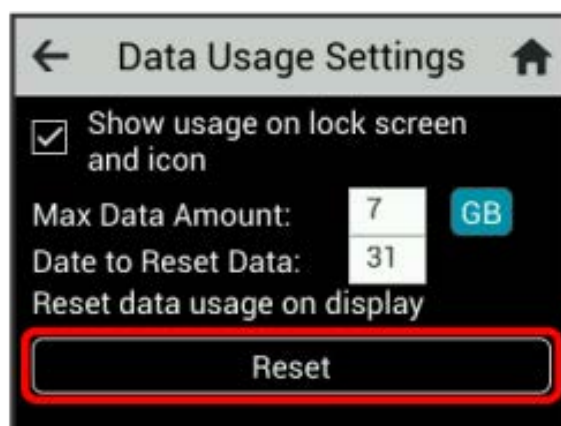 Data Usage Settings
Show usage on lock screen
and icon
Max Data Amount: 7 GB
Date to Reset Data: 31
Reset data usage on display
Reset